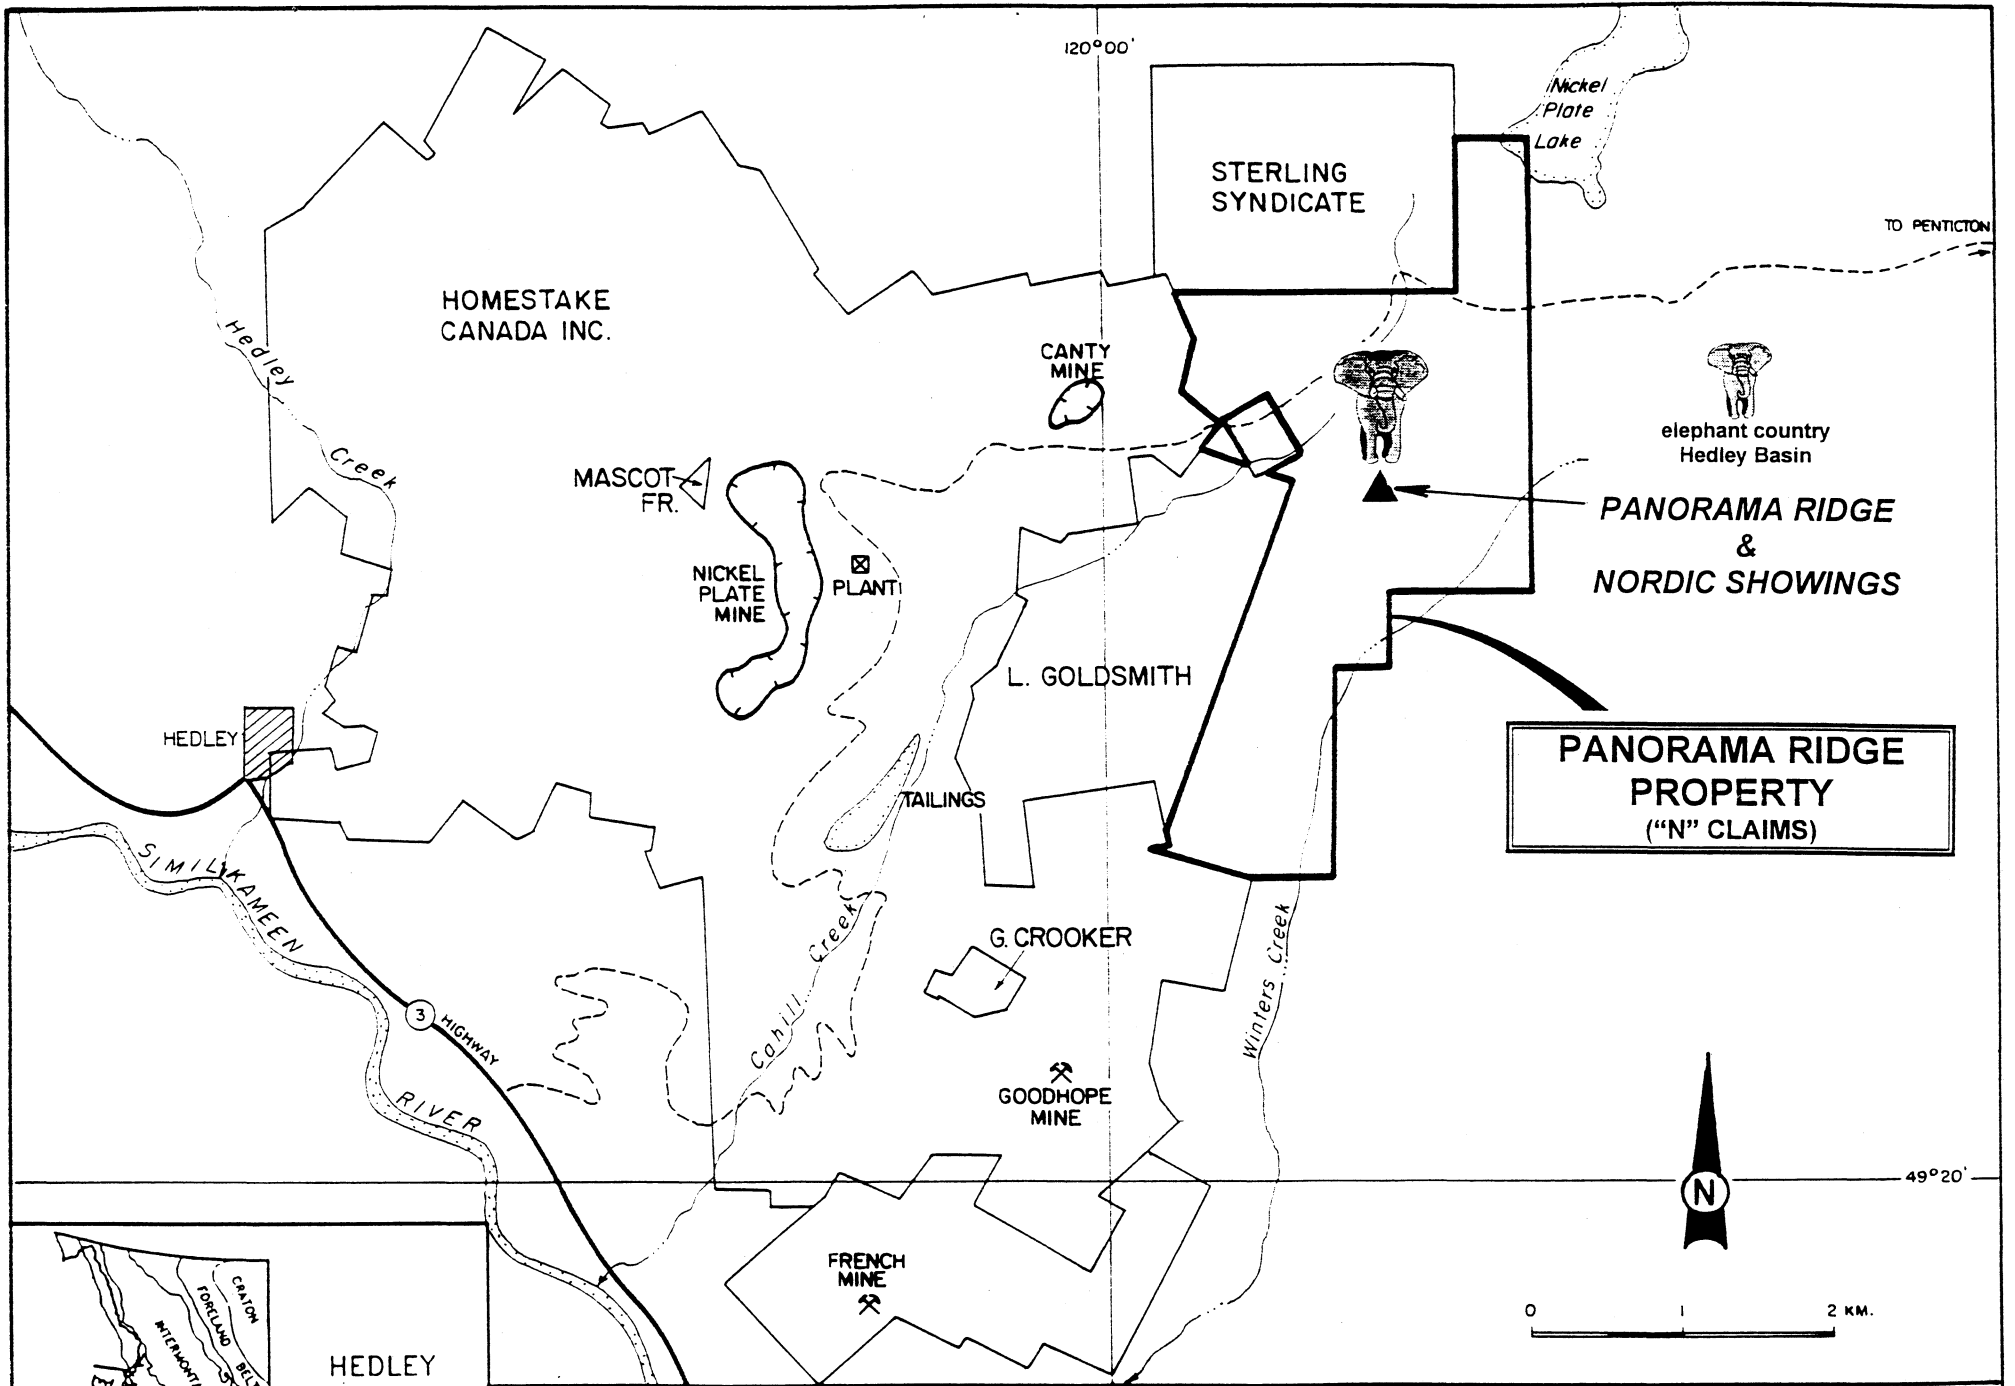 120°00'
Nickel
Plate
Lake
STERLING
SYNDICATE
TO PENTICTON
HOMESTAKE
CANADA INC.
Hedley
Creek
CANTY
MINE
elephant country
Hedley Basin
MASCOT
FR.
PANORAMA RIDGE
&
NORDIC SHOWINGS
NICKEL
PLATE
MINE
PLANT
L. GOLDSMITH
HEDLEY
PANORAMA RIDGE
PROPERTY
("N" CLAIMS)
TAILINGS
SIMILKAMEEN
RIVER
G. CROOKER
Cahill Creek
Winters Creek
3
HIGHWAY
GOODHOPE
MINE
49°20'
N
FRENCH
MINE
0 1 2 KM.
CRATON
FORELAND BELT
HEDLEY